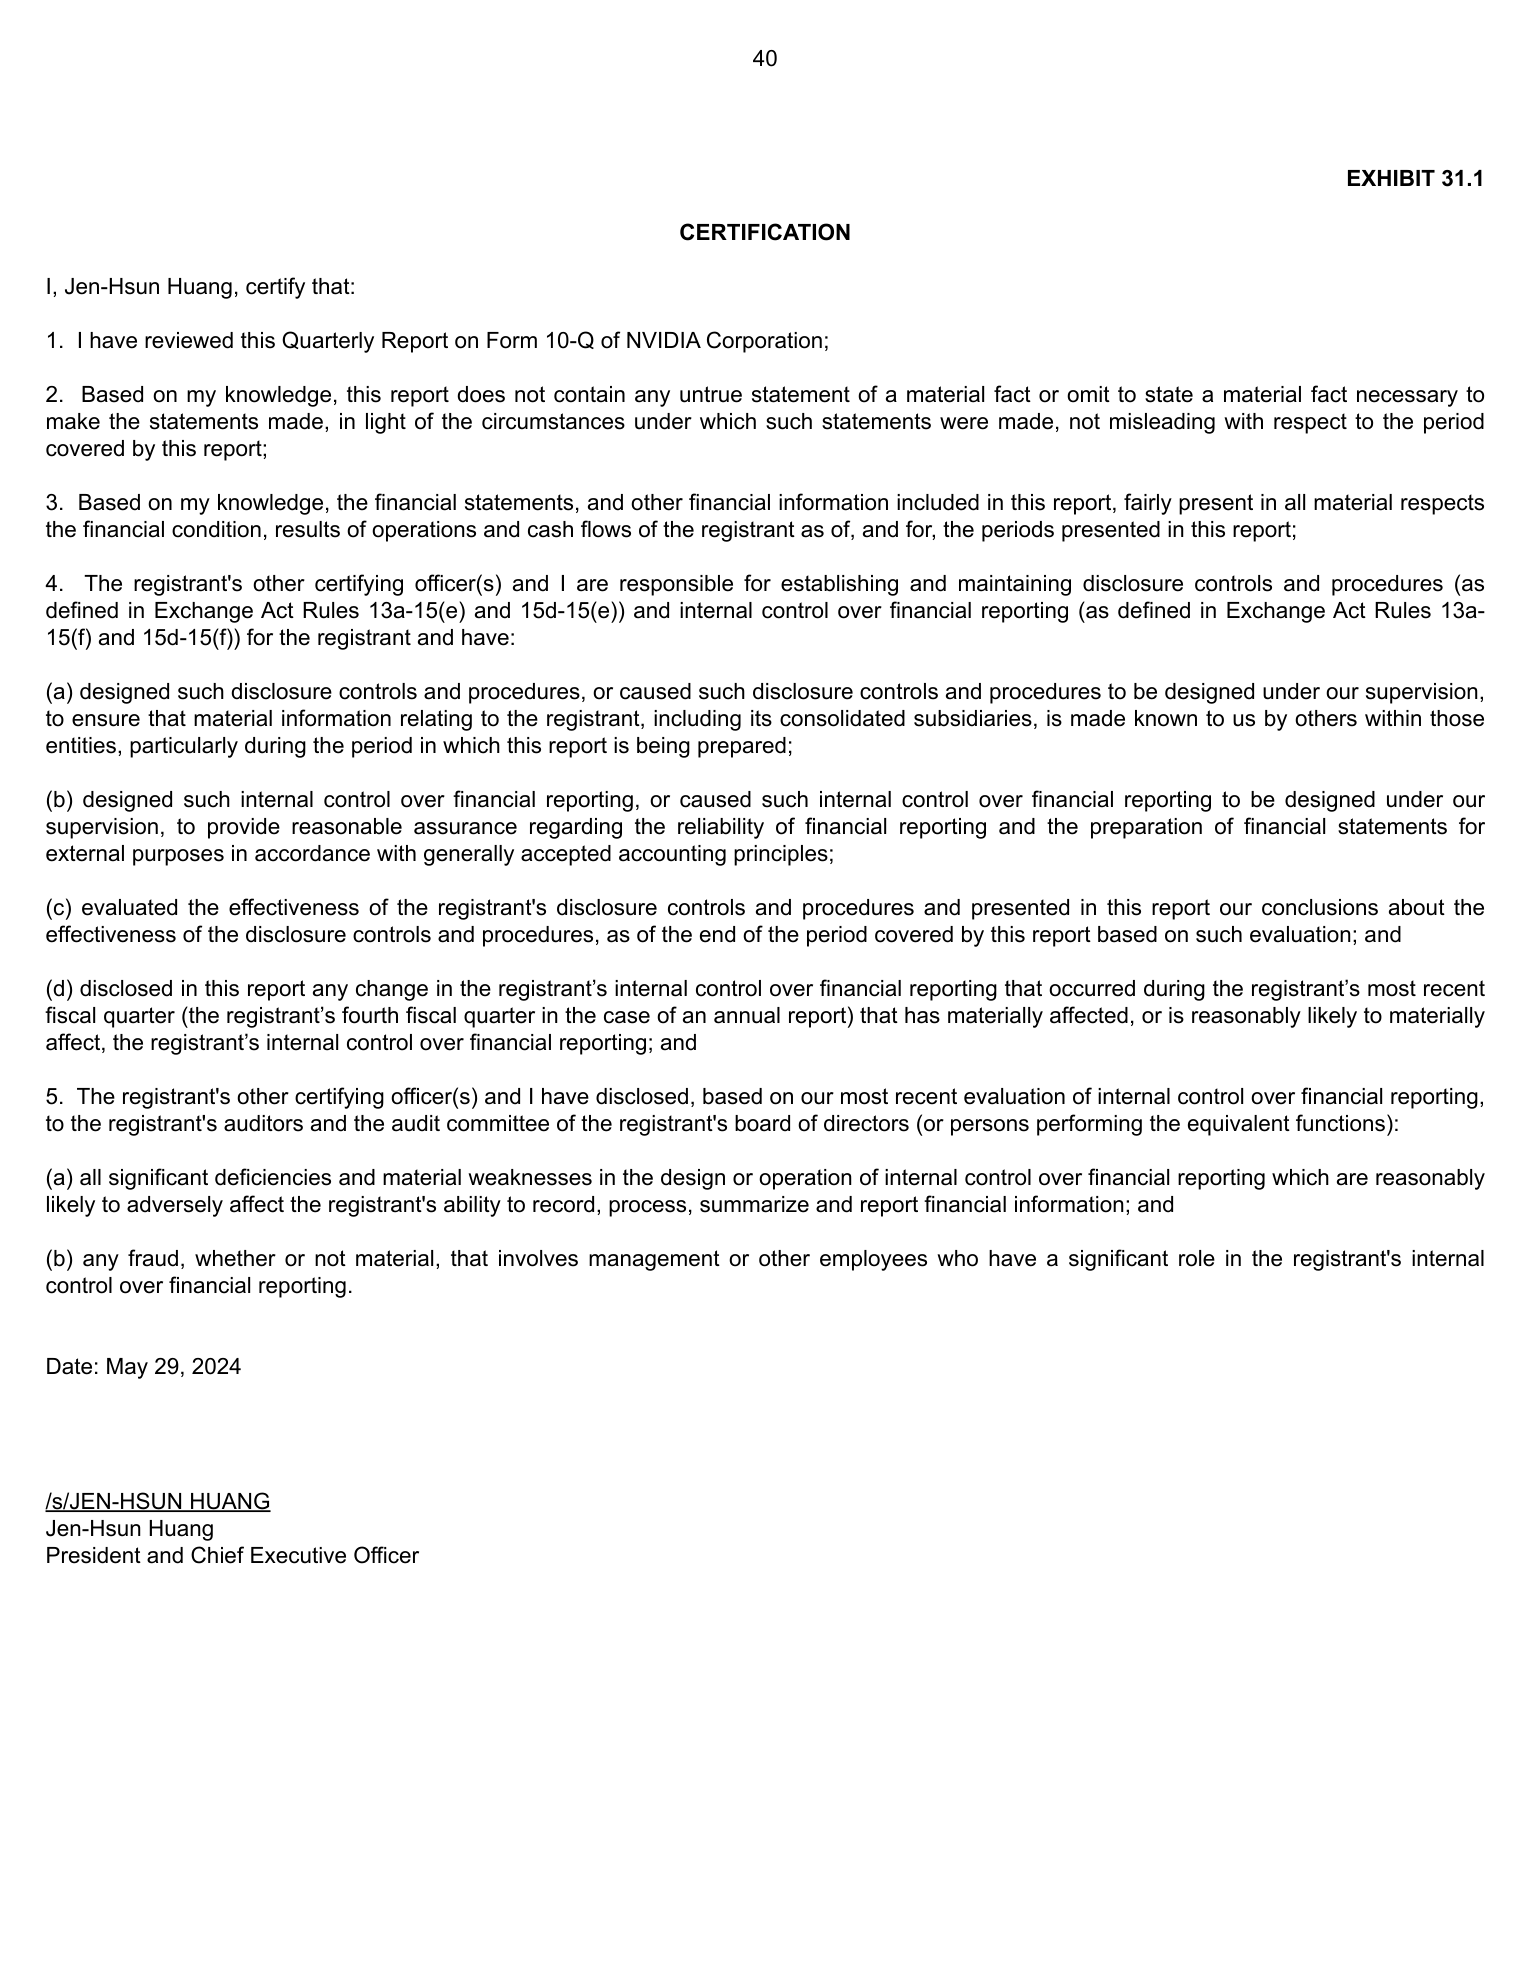 40
EXHIBIT 31.1
CERTIFICATION
I, Jen-Hsun Huang, certify that:
1.  I have reviewed this Quarterly Report on Form 10-Q of NVIDIA Corporation;
2.  Based on my knowledge, this report does not contain any untrue statement of a material fact or omit to state a material fact necessary to
make the statements made, in light of the circumstances under which such statements were made, not misleading with respect to the period
covered by this report;
3.  Based on my knowledge, the financial statements, and other financial information included in this report, fairly present in all material respects
the financial condition, results of operations and cash flows of the registrant as of, and for, the periods presented in this report;
4.  The registrant's other certifying officer(s) and I are responsible for establishing and maintaining disclosure controls and procedures (as
defined in Exchange Act Rules 13a-15(e) and 15d-15(e)) and internal control over financial reporting (as defined in Exchange Act Rules 13a-
15(f) and 15d-15(f)) for the registrant and have:
(a) designed such disclosure controls and procedures, or caused such disclosure controls and procedures to be designed under our supervision,
to ensure that material information relating to the registrant, including its consolidated subsidiaries, is made known to us by others within those
entities, particularly during the period in which this report is being prepared;
(b) designed such internal control over financial reporting, or caused such internal control over financial reporting to be designed under our
supervision, to provide reasonable assurance regarding the reliability of financial reporting and the preparation of financial statements for
external purposes in accordance with generally accepted accounting principles;
(c) evaluated the effectiveness of the registrant's disclosure controls and procedures and presented in this report our conclusions about the
effectiveness of the disclosure controls and procedures, as of the end of the period covered by this report based on such evaluation; and
(d) disclosed in this report any change in the registrant’s internal control over financial reporting that occurred during the registrant’s most recent
fiscal quarter (the registrant’s fourth fiscal quarter in the case of an annual report) that has materially affected, or is reasonably likely to materially
affect, the registrant’s internal control over financial reporting; and
5.  The registrant's other certifying officer(s) and I have disclosed, based on our most recent evaluation of internal control over financial reporting,
to the registrant's auditors and the audit committee of the registrant's board of directors (or persons performing the equivalent functions):
(a) all significant deficiencies and material weaknesses in the design or operation of internal control over financial reporting which are reasonably
likely to adversely affect the registrant's ability to record, process, summarize and report financial information; and
(b) any fraud, whether or not material, that involves management or other employees who have a significant role in the registrant's internal
control over financial reporting.
Date: May 29, 2024
/s/JEN-HSUN HUANG
Jen-Hsun Huang
President and Chief Executive Officer